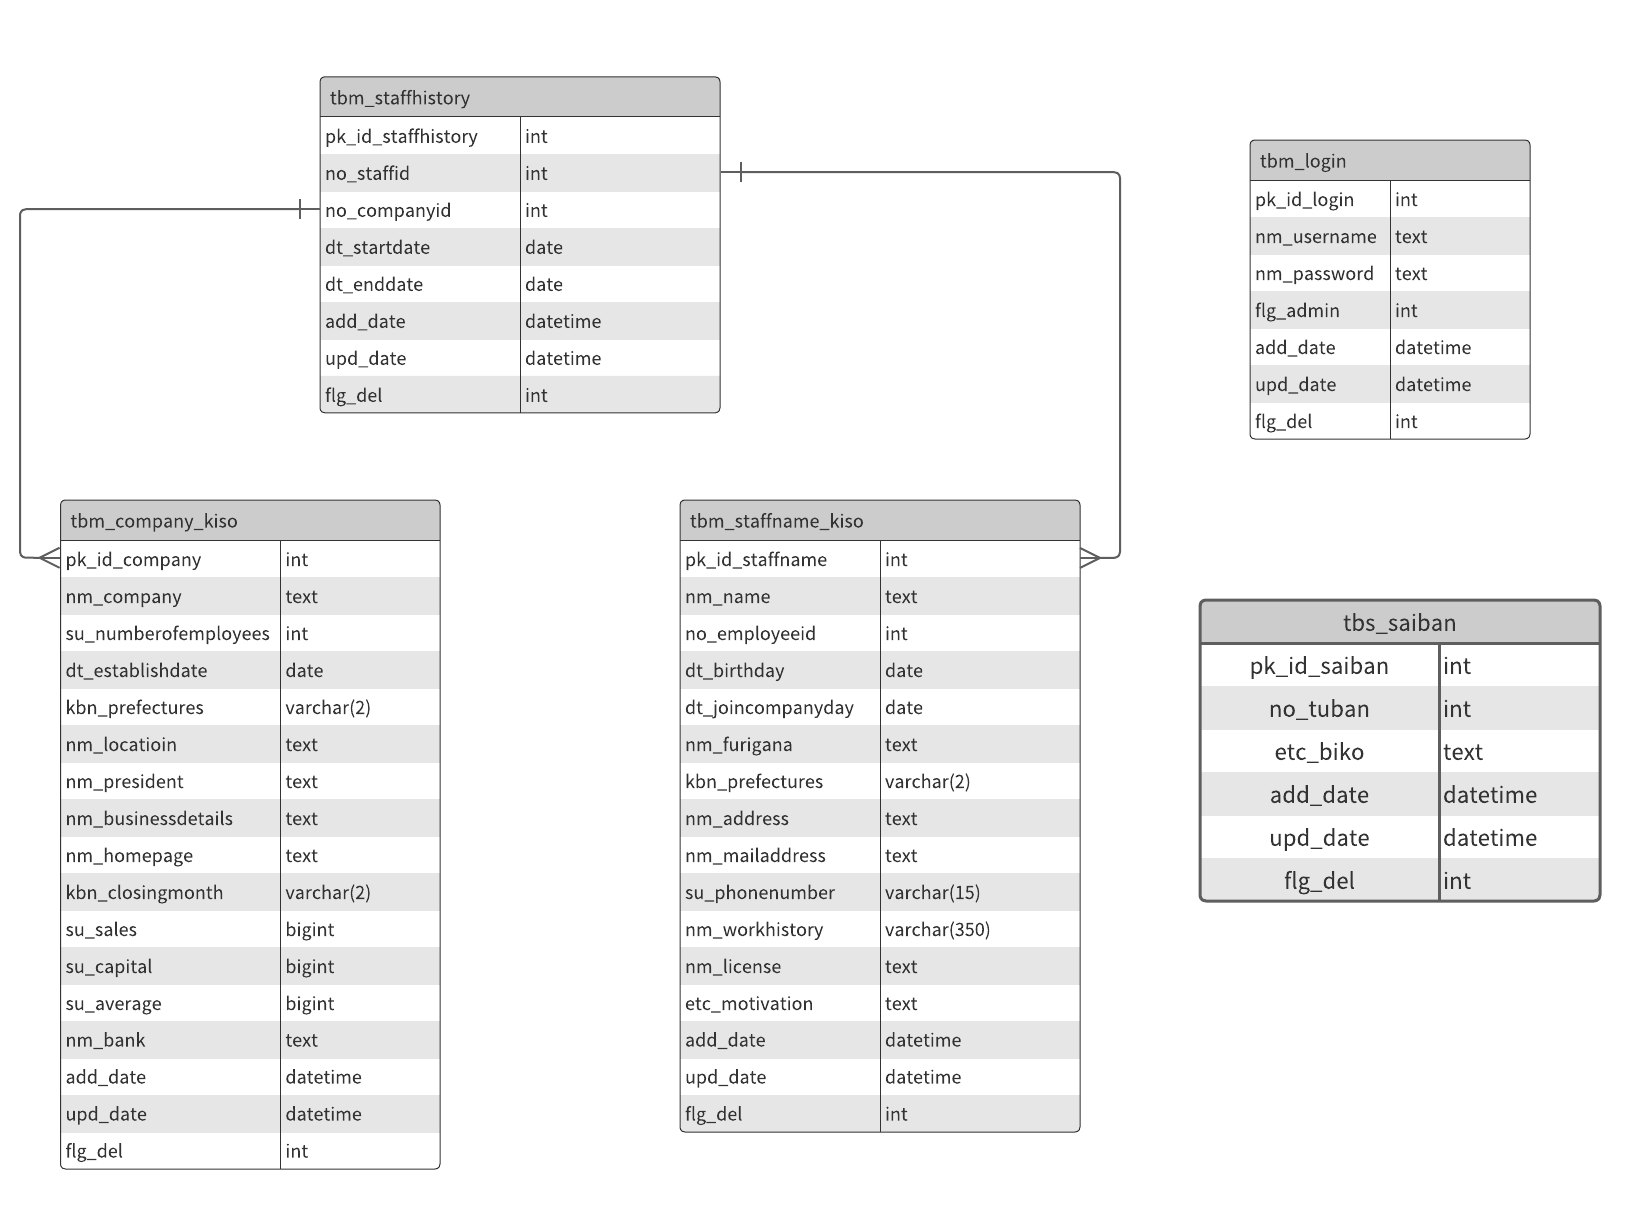 tbm_staffhistory
pk_id_staffhistory int
no_staffid int
no_companyid int
dt_startdate date
dt_enddate date
add_date datetime
upd_date datetime
flg_del int
tbm_login
pk_id_login int
nm_username text
nm_password text
flg_admin int
add_date datetime
upd_date datetime
flg_del int
tbm_company_kiso
pk_id_company int
nm_company text
su_numberofemployees int
dt_establishdate date
kbn_prefectures varchar(2)
nm_locatioin text
nm_president text
nm_businessdetails text
nm_homepage text
kbn_closingmonth varchar(2)
su_sales bigint
su_capital bigint
su_average bigint
nm_bank text
add_date datetime
upd_date datetime
flg_del int
tbm_staffname_kiso
pk_id_staffname int
nm_name text
no_employeeid int
dt_birthday date
dt_joincompanyday date
nm_furigana text
kbn_prefectures varchar(2)
nm_address text
nm_mailaddress text
su_phonenumber varchar(15)
nm_workhistory varchar(350)
nm_license text
etc_motivation text
add_date datetime
upd_date datetime
flg_del int
tbs_saiban
pk_id_saiban int
no_tuban int
etc_biko text
add_date datetime
upd_date datetime
flg_del int